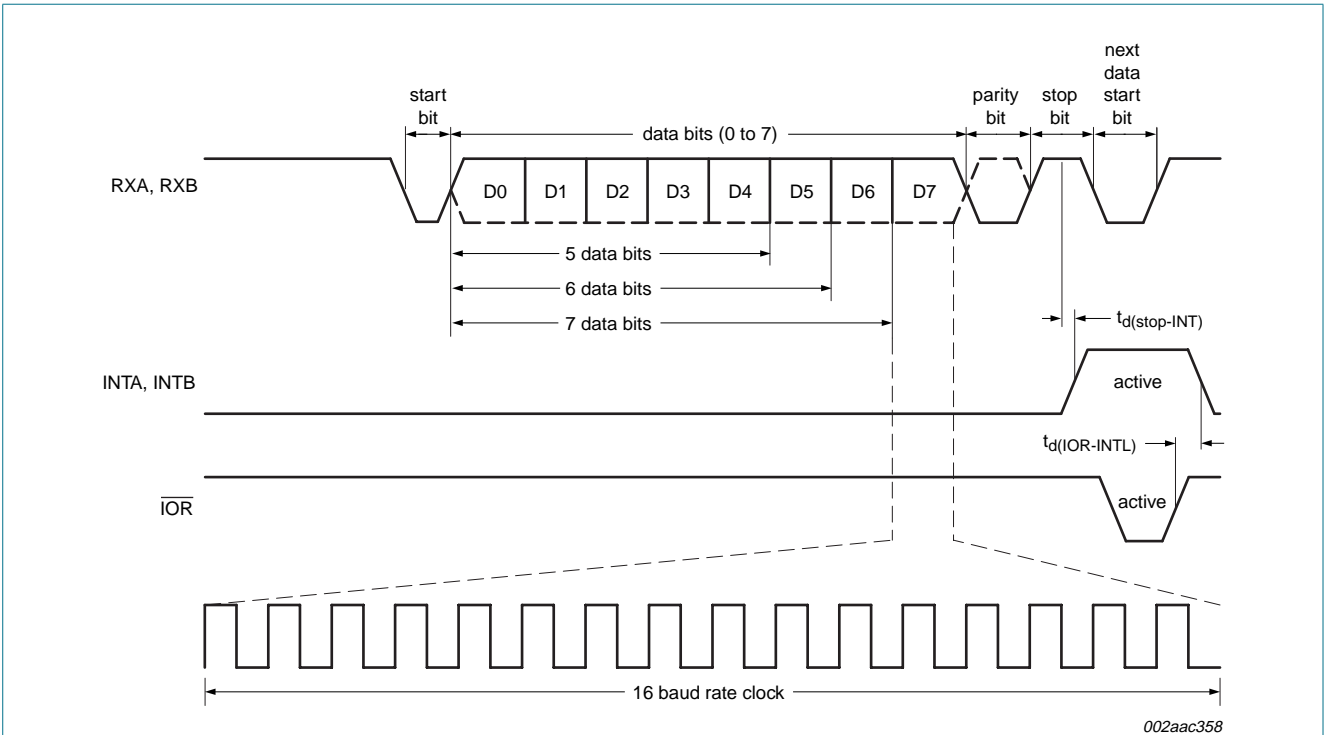 next
data
start
bit
start
bit
parity
bit
stop
bit
data bits (0 to 7)
RXA, RXB
D0 D1 D2 D3 D4 D5 D6 D7
5 data bits
6 data bits
7 data bits
td(stop-INT)
INTA, INTB
active
td(IOR-INTL)
IOR
active
16 baud rate clock
002aac358